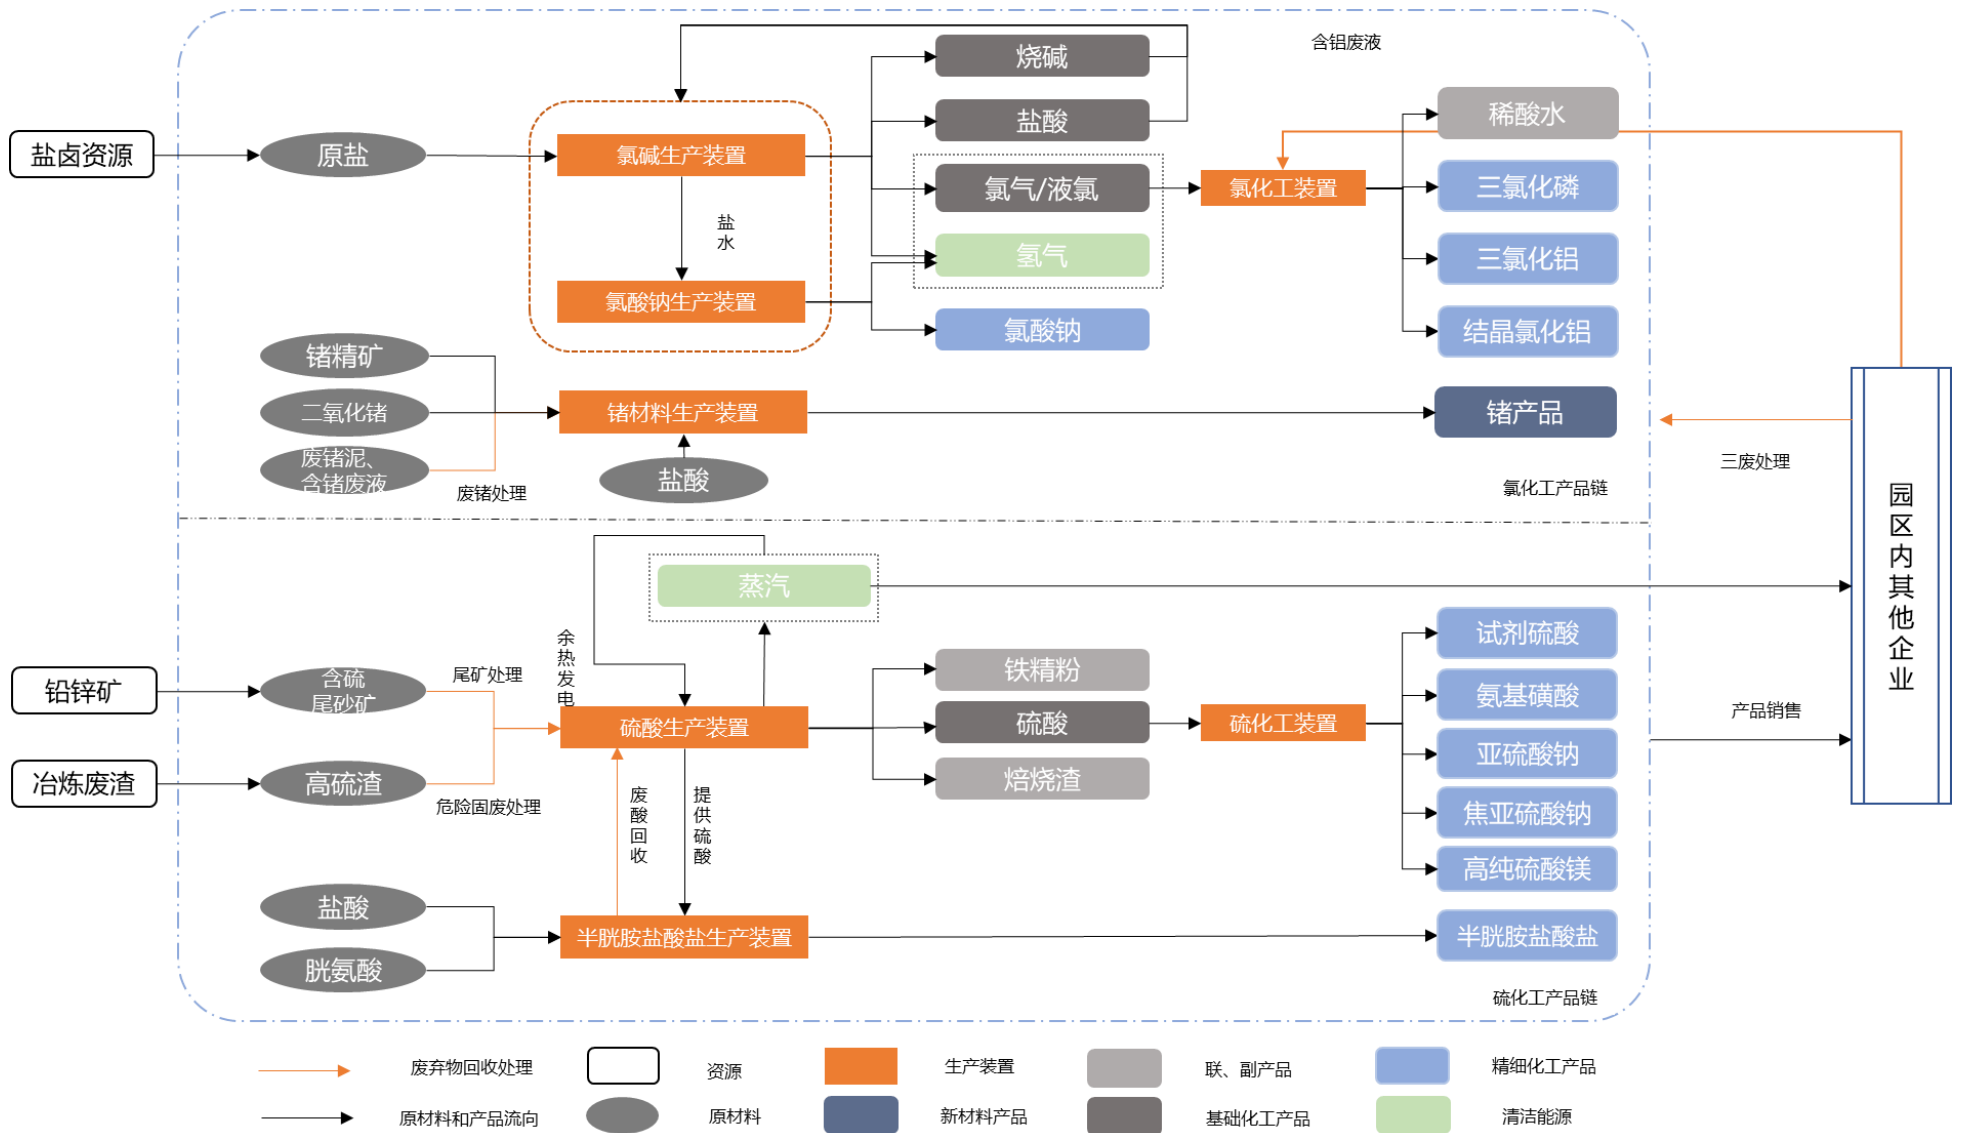 含铝废液
烧碱
盐酸
稀酸水
盐卤资源
原盐
氯碱生产装置
氯气/液氯
氯化工装置
三氯化磷
盐
水
氢气
三氯化铝
氯酸钠生产装置
氯酸钠
结晶氯化铝
锗精矿
二氧化锗
锗材料生产装置
锗产品
废锗泥、
含锗废液
废锗处理
盐酸
氯化工产品链
三废处理
园
区
内
其
他
企
业
蒸汽
余
热
发
电
铅锌矿
含硫
尾砂矿
尾矿处理
硫酸生产装置
铁精粉
硫酸
焙烧渣
硫化工装置
试剂硫酸
氨基磺酸
亚硫酸钠
焦亚硫酸钠
高纯硫酸镁
产品销售
冶炼废渣
高硫渣
危险固废处理
废
酸
回
收
提
供
硫
酸
盐酸
胱氨酸
半胱胺盐酸盐生产装置
半胱胺盐酸盐
硫化工产品链
废弃物回收处理
资源
生产装置
联、副产品
精细化工产品
原材料和产品流向
原材料
新材料产品
基础化工产品
清洁能源